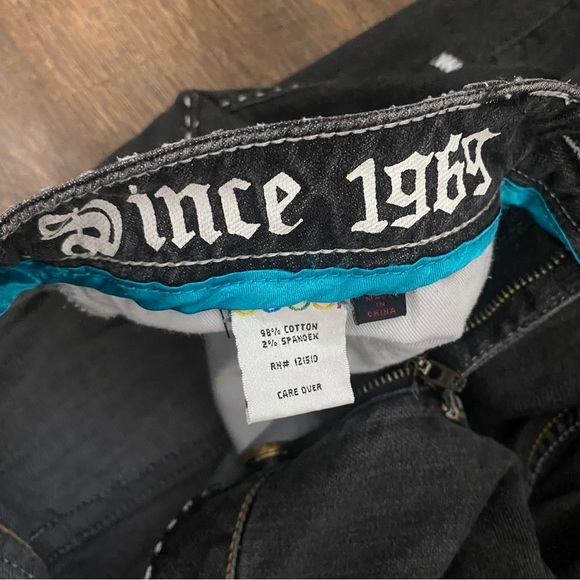 Since 1969
MADE
IN
CHINA
98% COTTON
2% SPANDEX
RN# 121510
CARE OVER